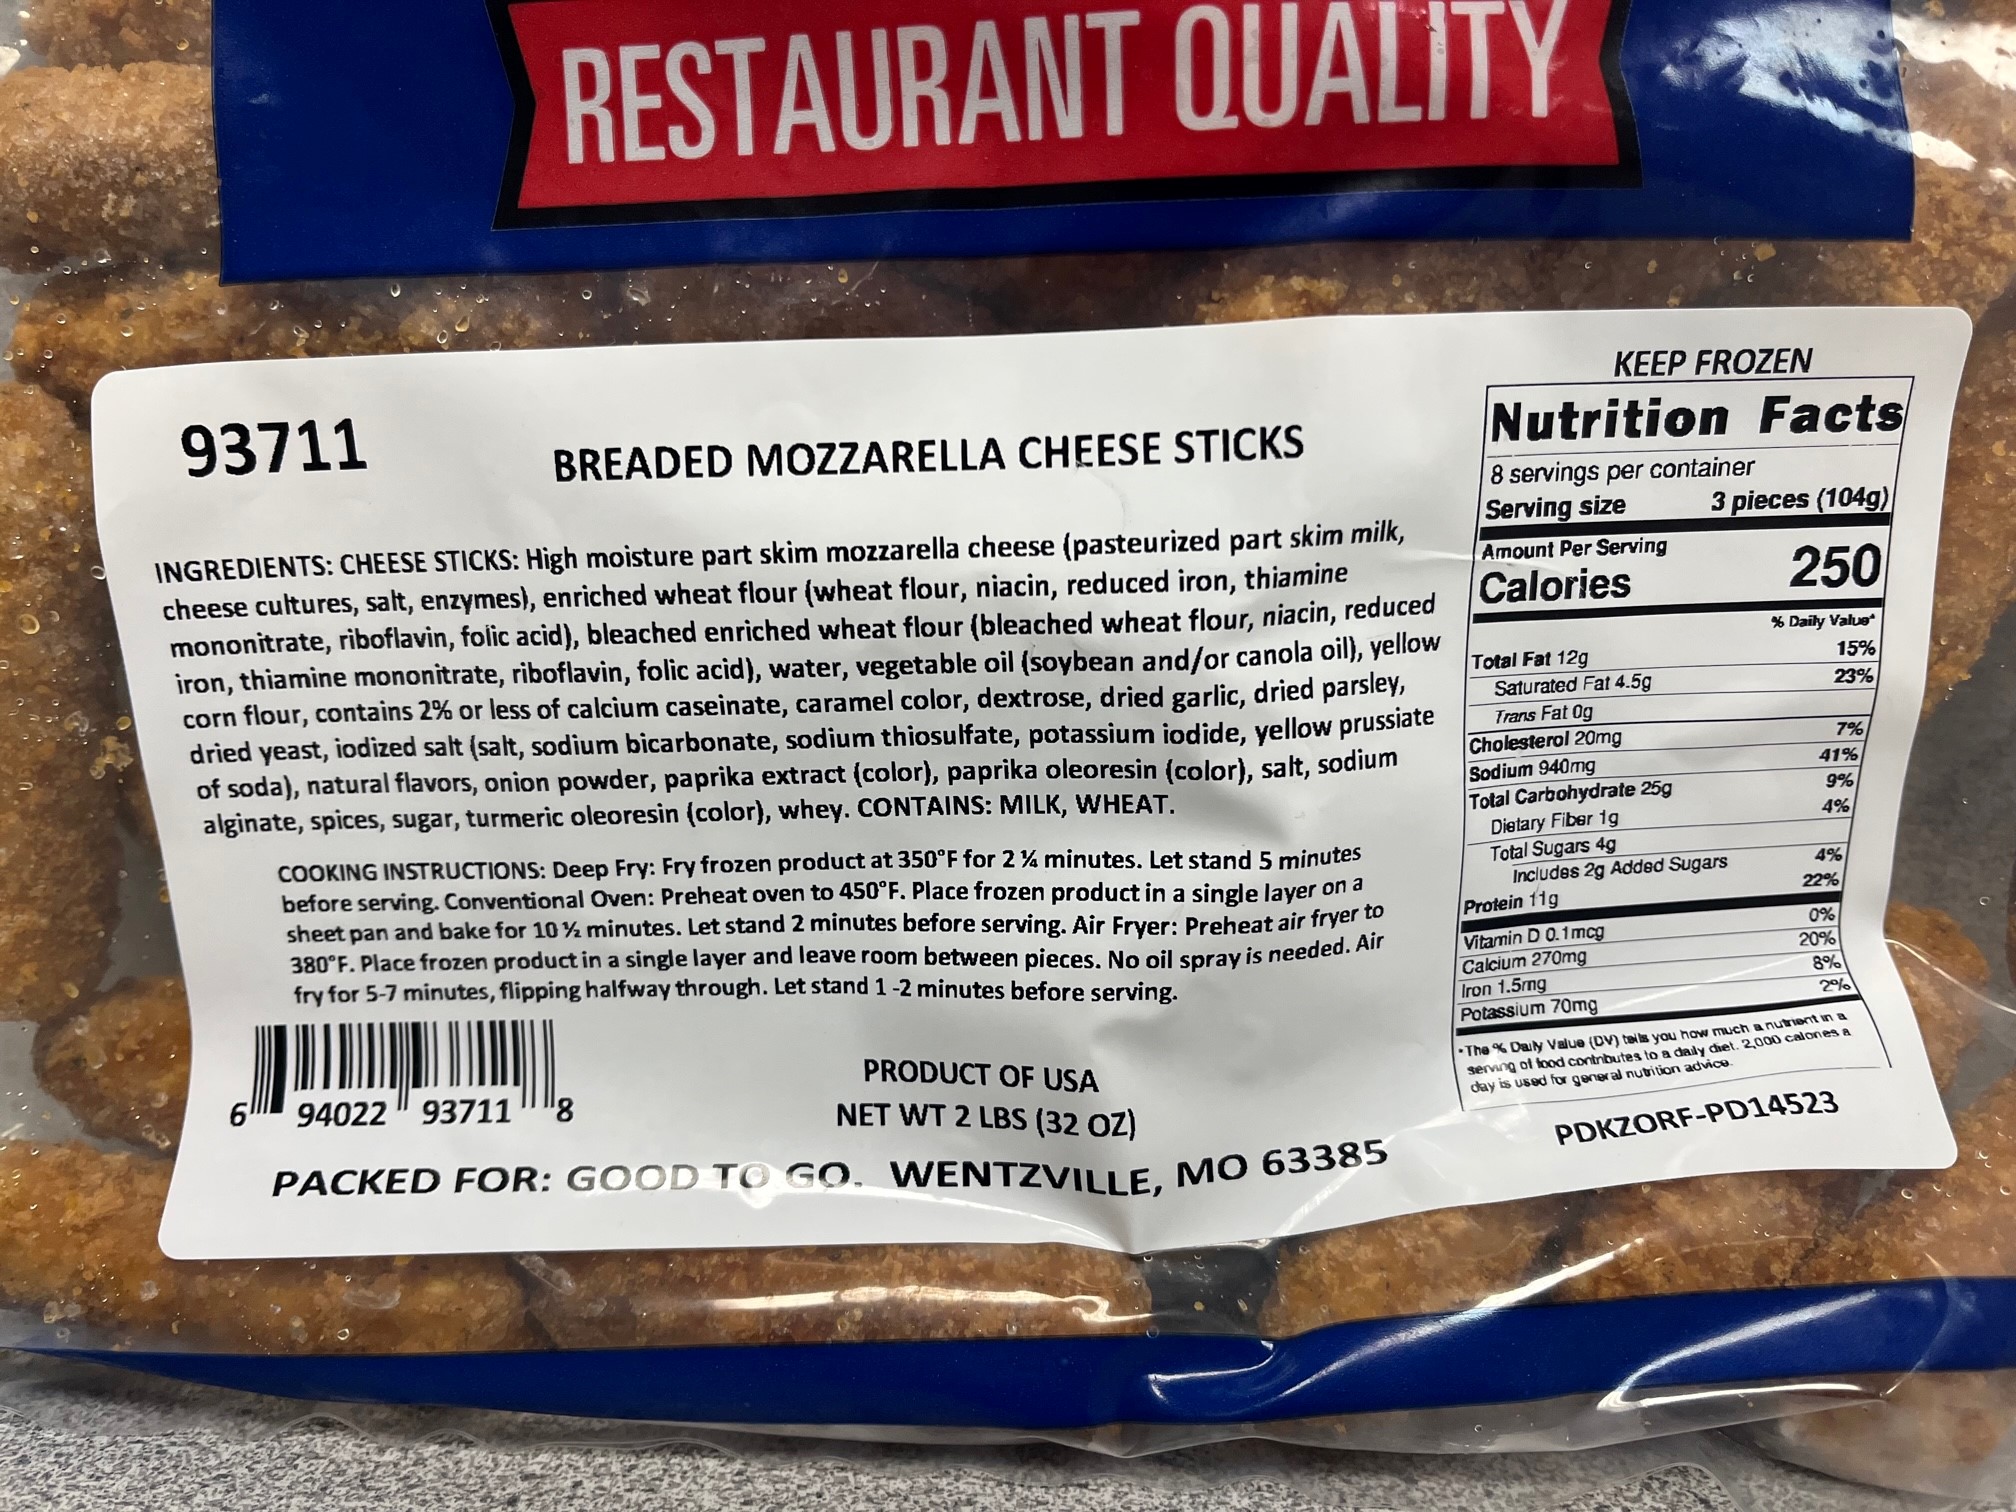 RESTAURANT QUALITY
93711
BREADED MOZZARELLA CHEESE STICKS
INGREDIENTS: CHEESE STICKS: High moisture part skim mozzarella cheese (pasteurized part skim milk,
cheese cultures, salt, enzymes), enriched wheat flour (wheat flour, niacin, reduced iron, thiamine
mononitrate, riboflavin, folic acid), bleached enriched wheat flour (bleached wheat flour, niacin, reduced
iron, thiamine mononitrate, riboflavin, folic acid), water, vegetable oil (soybean and/or canola oil), yellow
corn flour, contains 2% or less of calcium caseinate, caramel color, dextrose, dried garlic, dried parsley,
dried yeast, iodized salt (salt, sodium bicarbonate, sodium thiosulfate, potassium iodide, yellow prussiate
of soda), natural flavors, onion powder, paprika extract (color), paprika oleoresin (color), salt, sodium
alginate, spices, sugar, turmeric oleoresin (color), whey. CONTAINS: MILK, WHEAT.
COOKING INSTRUCTIONS: Deep Fry: Fry frozen product at 350°F for 2 ¼ minutes. Let stand 5 minutes
before serving. Conventional Oven: Preheat oven to 450°F. Place frozen product in a single layer on a
sheet pan and bake for 10 ½ minutes. Let stand 2 minutes before serving. Air Fryer: Preheat air fryer to
380°F. Place frozen product in a single layer and leave room between pieces. No oil spray is needed. Air
fry for 5-7 minutes, flipping halfway through. Let stand 1 -2 minutes before serving.
6 94022 93711 8
PRODUCT OF USA
NET WT 2 LBS (32 OZ)
PACKED FOR: GOOD TO GO. WENTZVILLE, MO 63385
KEEP FROZEN
Nutrition Facts
8 servings per container
Serving size 3 pieces (104g)
Amount Per Serving
Calories 250
% Daily Value*
Total Fat 12g 15%
Saturated Fat 4.5g 23%
Trans Fat 0g
Cholesterol 20mg 7%
Sodium 940mg 41%
Total Carbohydrate 25g 9%
Dietary Fiber 1g 4%
Total Sugars 4g
Includes 2g Added Sugars 4%
Protein 11g 22%
Vitamin D 0.1mcg 0%
Calcium 270mg 20%
Iron 1.5mg 8%
Potassium 70mg 2%
*The % Daily Value (DV) tells you how much a nutrient in a
serving of food contributes to a daily diet. 2,000 calories a
day is used for general nutrition advice.
PDKZORF-PD14523